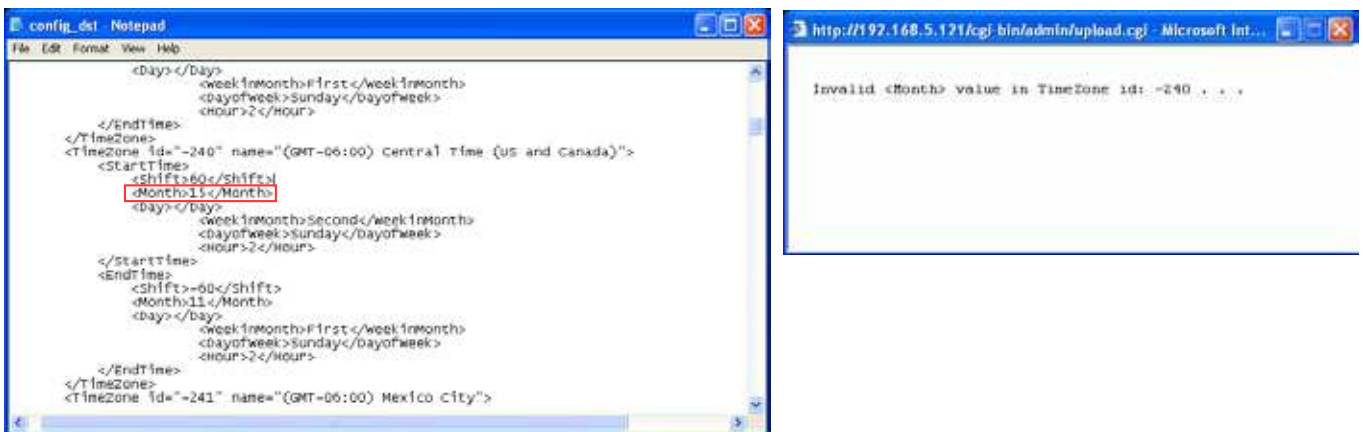 config_dst - Notepad
File Edit Format View Help
<Day></Day>
<WeekInMonth>First</WeekInMonth>
<DayofWeek>Sunday</DayofWeek>
<Hour>2</Hour>
</EndTime>
</TimeZone>
<TimeZone id="-240" name="(GMT-06:00) Central Time (US and Canada)">
<StartTime>
<Shift>60</Shift>
<Month>15</Month>
<Day></Day>
<WeekInMonth>Second</WeekInMonth>
<DayofWeek>Sunday</DayofWeek>
<Hour>2</Hour>
</StartTime>
<EndTime>
<Shift>-60</Shift>
<Month>11</Month>
<Day></Day>
<WeekInMonth>First</WeekInMonth>
<DayofWeek>Sunday</DayofWeek>
<Hour>2</Hour>
</EndTime>
</TimeZone>
<TimeZone id="-241" name="(GMT-06:00) Mexico City">
http://192.168.5.121/cgi-bin/admin/upload.cgi - Microsoft Int...
Invalid <Month> value in TimeZone id: -240 . . .